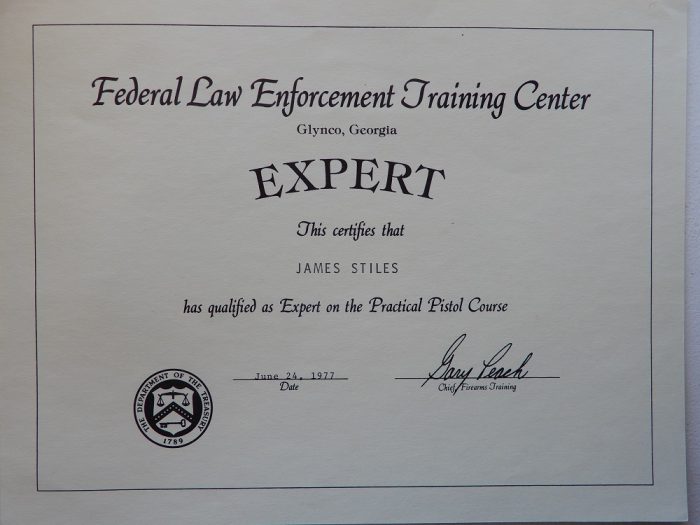 Federal Law Enforcement Training Center
Glynco, Georgia
EXPERT
This certifies that
JAMES STILES
has qualified as Expert on the Practical Pistol Course
June 24, 1977
Date
Gary Peach
Chief, Firearms Training
THE DEPARTMENT OF THE TREASURY
1789